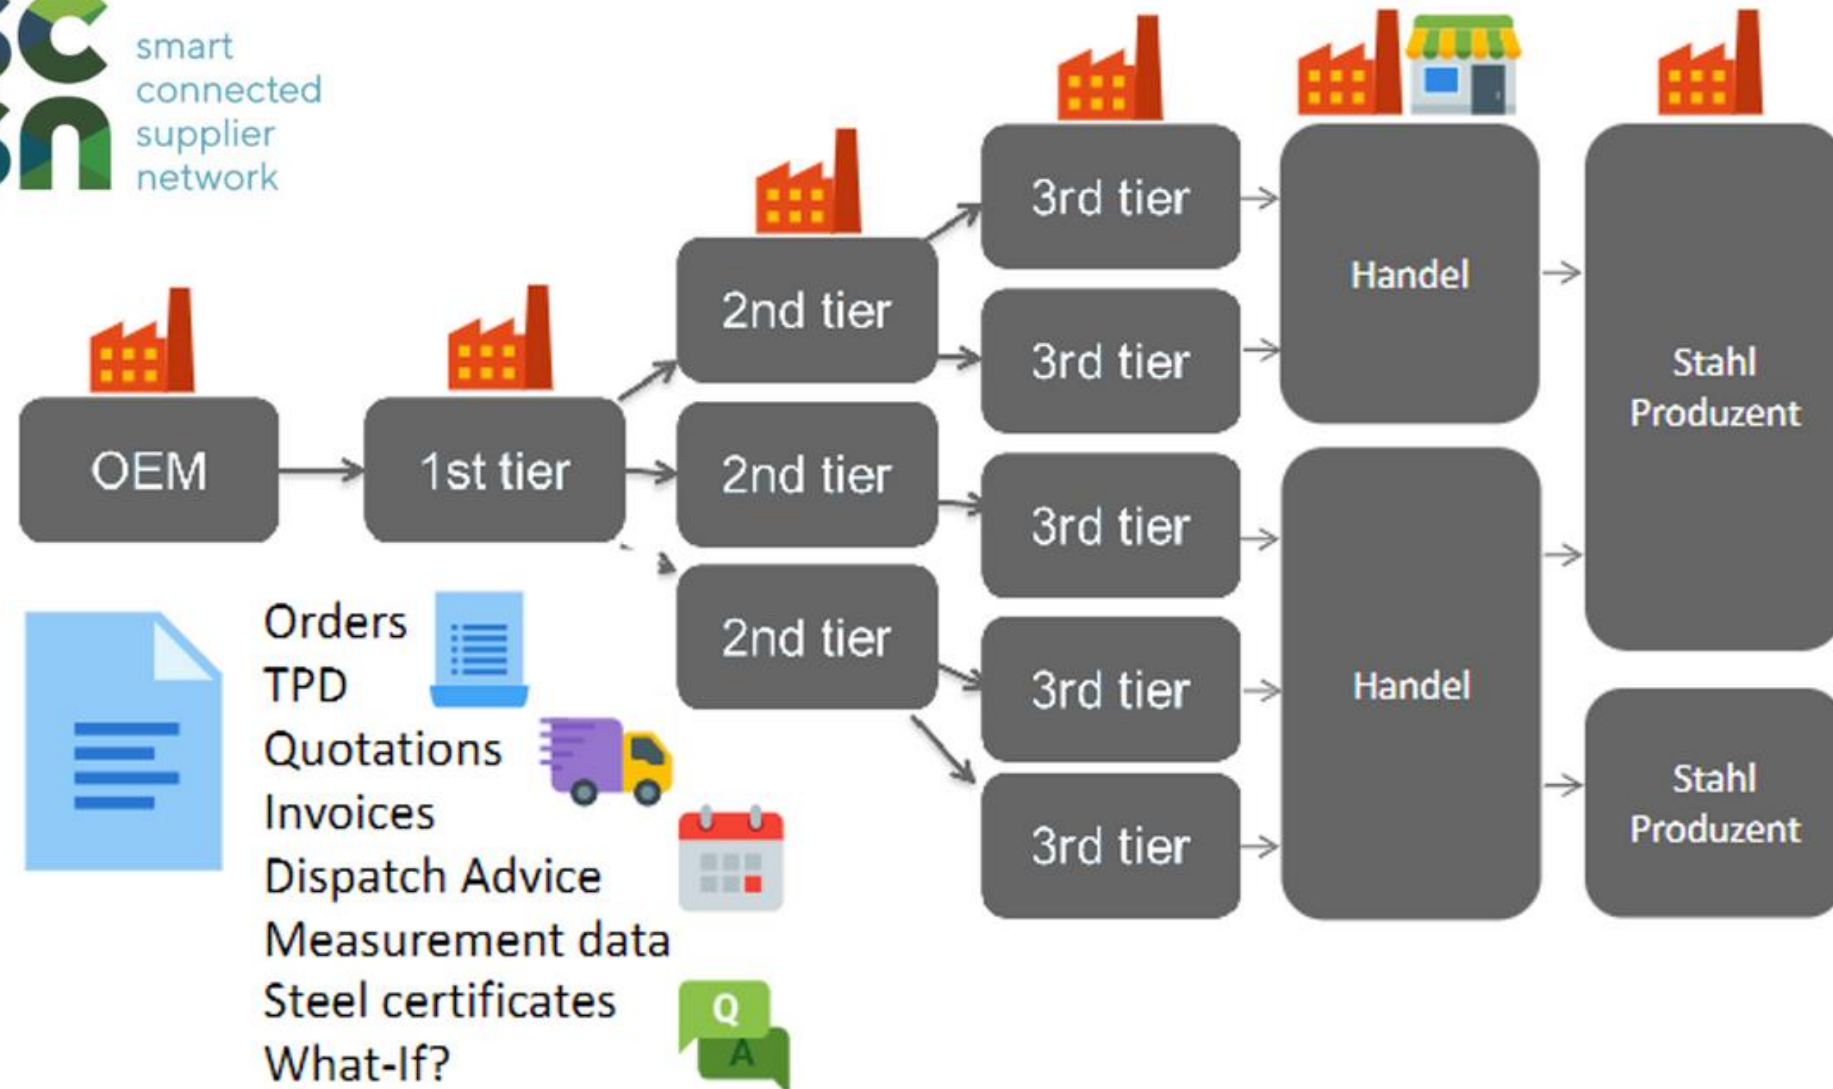 sc
sn
smart
connected
supplier
network
OEM
1st tier
2nd tier
2nd tier
2nd tier
3rd tier
3rd tier
3rd tier
3rd tier
3rd tier
Handel
Handel
Stahl
Produzent
Stahl
Produzent
Orders
TPD
Quotations
Invoices
Dispatch Advice
Measurement data
Steel certificates
What-If?
Q
A